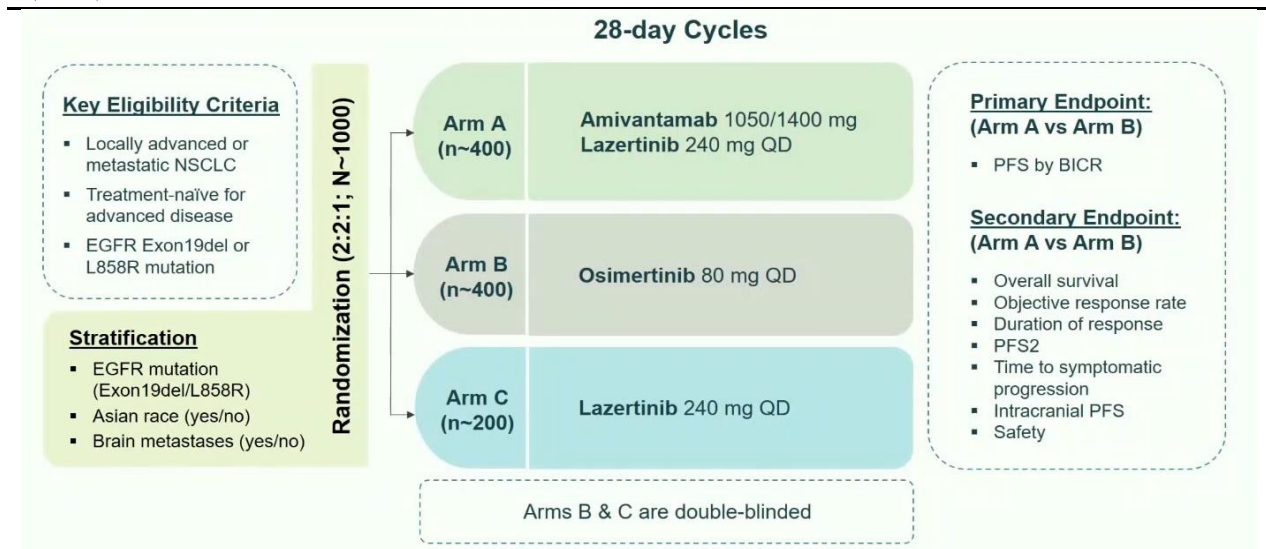 28-day Cycles
Key Eligibility Criteria
▪ Locally advanced or
metastatic NSCLC
▪ Treatment-naïve for
advanced disease
▪ EGFR Exon19del or
L858R mutation
Stratification
▪ EGFR mutation
(Exon19del/L858R)
▪ Asian race (yes/no)
▪ Brain metastases (yes/no)
Randomization (2:2:1; N~1000)
Arm A
(n~400)
Amivantamab 1050/1400 mg
Lazertinib 240 mg QD
Arm B
(n~400)
Osimertinib 80 mg QD
Arm C
(n~200)
Lazertinib 240 mg QD
Arms B & C are double-blinded
Primary Endpoint:
(Arm A vs Arm B)
▪ PFS by BICR
Secondary Endpoint:
(Arm A vs Arm B)
▪ Overall survival
▪ Objective response rate
▪ Duration of response
▪ PFS2
▪ Time to symptomatic
progression
▪ Intracranial PFS
▪ Safety